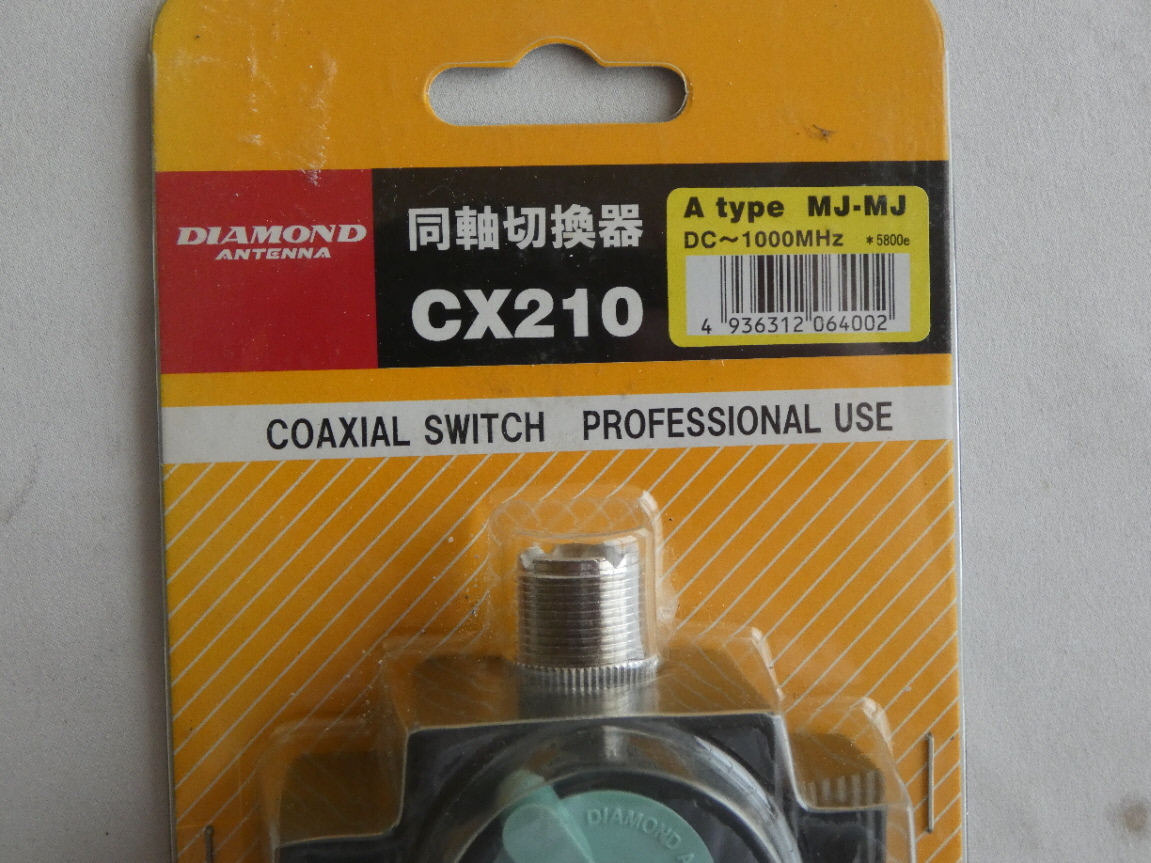 DIAMOND
ANTENNA
同軸切換器
CX210
A type MJ-MJ
DC～1000MHz *5800e
4 936312 064002
COAXIAL SWITCH PROFESSIONAL USE
DIAMOND A